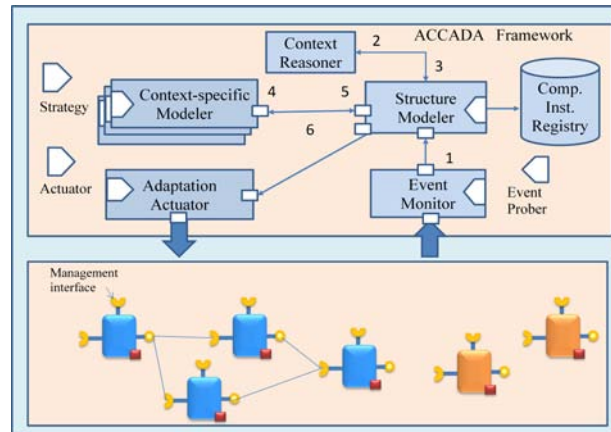 ACCADA Framework
Context
Reasoner
2
3
Strategy
Context-specific
Modeler
4
5
Structure
Modeler
Comp.
Inst.
Registry
6
1
Actuator
Adaptation
Actuator
Event
Monitor
Event
Prober
Management
interface